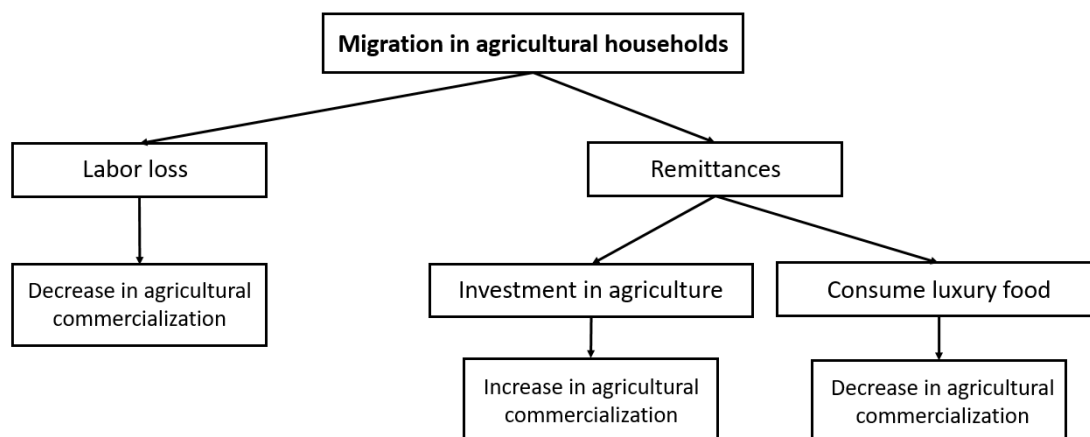 Migration in agricultural households
Labor loss
Remittances
Decrease in agricultural
commercialization
Investment in agriculture
Consume luxury food
Increase in agricultural
commercialization
Decrease in agricultural
commercialization